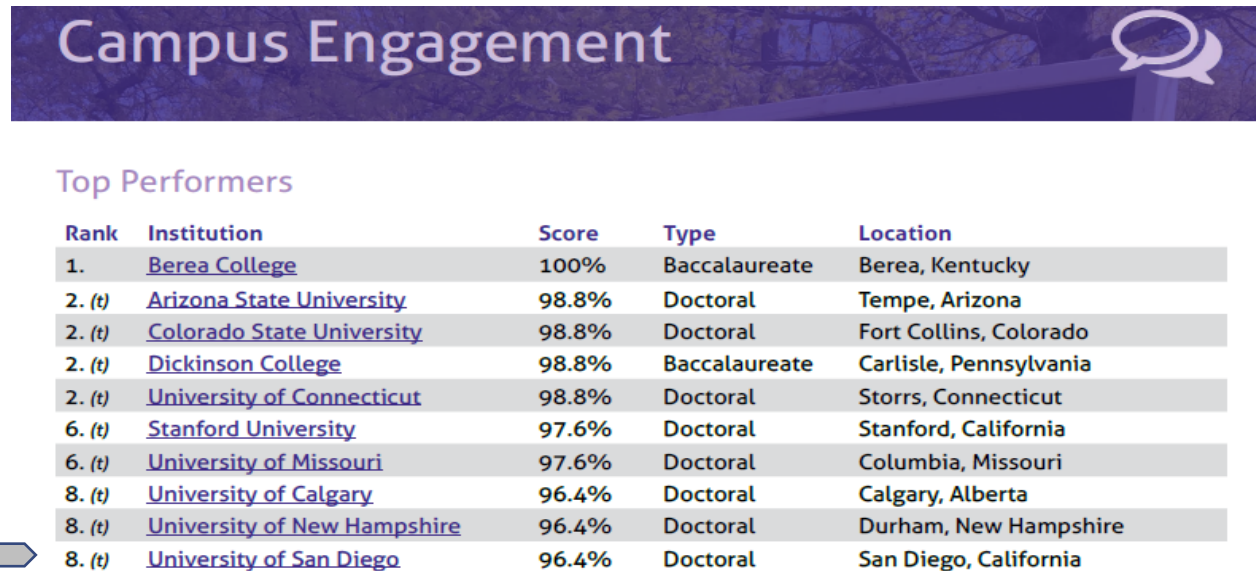 Campus Engagement
Top Performers
Rank Institution Score Type Location
1. Berea College 100% Baccalaureate Berea, Kentucky
2. (t) Arizona State University 98.8% Doctoral Tempe, Arizona
2. (t) Colorado State University 98.8% Doctoral Fort Collins, Colorado
2. (t) Dickinson College 98.8% Baccalaureate Carlisle, Pennsylvania
2. (t) University of Connecticut 98.8% Doctoral Storrs, Connecticut
6. (t) Stanford University 97.6% Doctoral Stanford, California
6. (t) University of Missouri 97.6% Doctoral Columbia, Missouri
8. (t) University of Calgary 96.4% Doctoral Calgary, Alberta
8. (t) University of New Hampshire 96.4% Doctoral Durham, New Hampshire
8. (t) University of San Diego 96.4% Doctoral San Diego, California